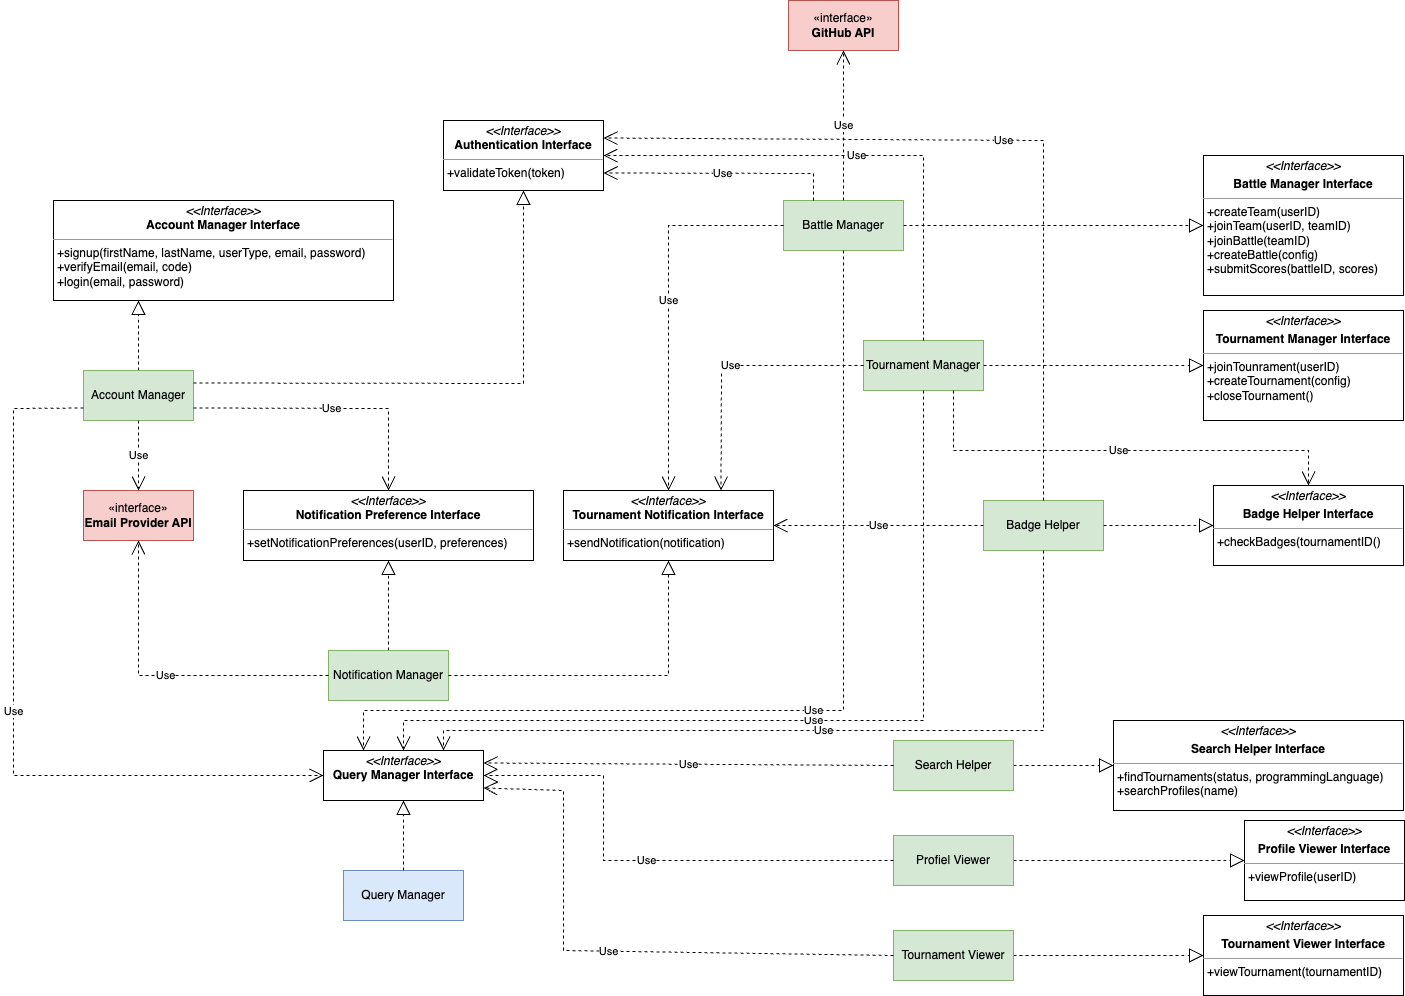 «interface»
GitHub API
Use
<<Interface>>
Authentication Interface
+validateToken(token)
Use
Use
Use
<<Interface>>
Battle Manager Interface
+createTeam(userID)
+joinTeam(userID, teamID)
+joinBattle(teamID)
+createBattle(config)
+submitScores(battleID, scores)
<<Interface>>
Account Manager Interface
+signup(firstName, lastName, userType, email, password)
+verifyEmail(email, code)
+login(email, password)
Battle Manager
Use
<<Interface>>
Tournament Manager Interface
+joinTounrament(userID)
+createTournament(config)
+closeTournament()
Tournament Manager
Use
Account Manager
Use
Use
Use
«interface»
Email Provider API
<<Interface>>
Notification Preference Interface
+setNotificationPreferences(userID, preferences)
<<Interface>>
Tournament Notification Interface
+sendNotification(notification)
Use
Badge Helper
<<Interface>>
Badge Helper Interface
+checkBadges(tournamentID()
Use
Notification Manager
Use
Use
Use
Use
<<Interface>>
Query Manager Interface
Use
Search Helper
<<Interface>>
Search Helper Interface
+findTournaments(status, programmingLanguage)
+searchProfiles(name)
Use
Profiel Viewer
<<Interface>>
Profile Viewer Interface
+viewProfile(userID)
Query Manager
Use
Tournament Viewer
<<Interface>>
Tournament Viewer Interface
+viewTournament(tournamentID)